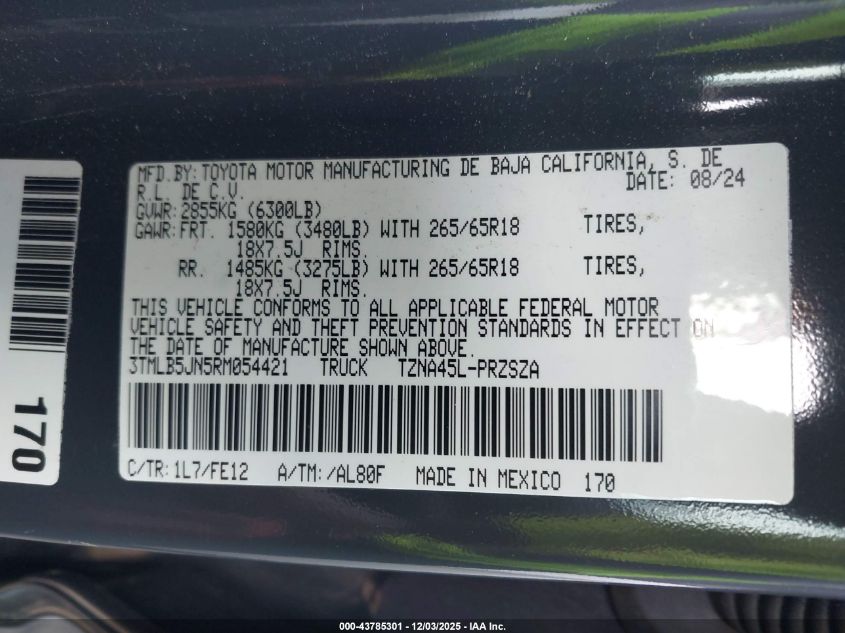 MFD.BY:TOYOTA MOTOR MANUFACTURING DE BAJA CALIFORNIA, S. DE
R.L. DE C.V. DATE: 08/24
GVWR:2855KG (6300LB)
GAWR:FRT. 1580KG (3480LB) WITH 265/65R18 TIRES,
18X7.5J RIMS.
RR. 1485KG (3275LB) WITH 265/65R18 TIRES,
18X7.5J RIMS.
THIS VEHICLE CONFORMS TO ALL APPLICABLE FEDERAL MOTOR
VEHICLE SAFETY AND THEFT PREVENTION STANDARDS IN EFFECT ON
THE DATE OF MANUFACTURE SHOWN ABOVE.
3TMLB5JN5RM054421 TRUCK TZNA45L-PRZSZA
C/TR:1L7/FE12 A/TM:/AL80F MADE IN MEXICO 170
170
000-43785301 - 12/03/2025 - IAA Inc.